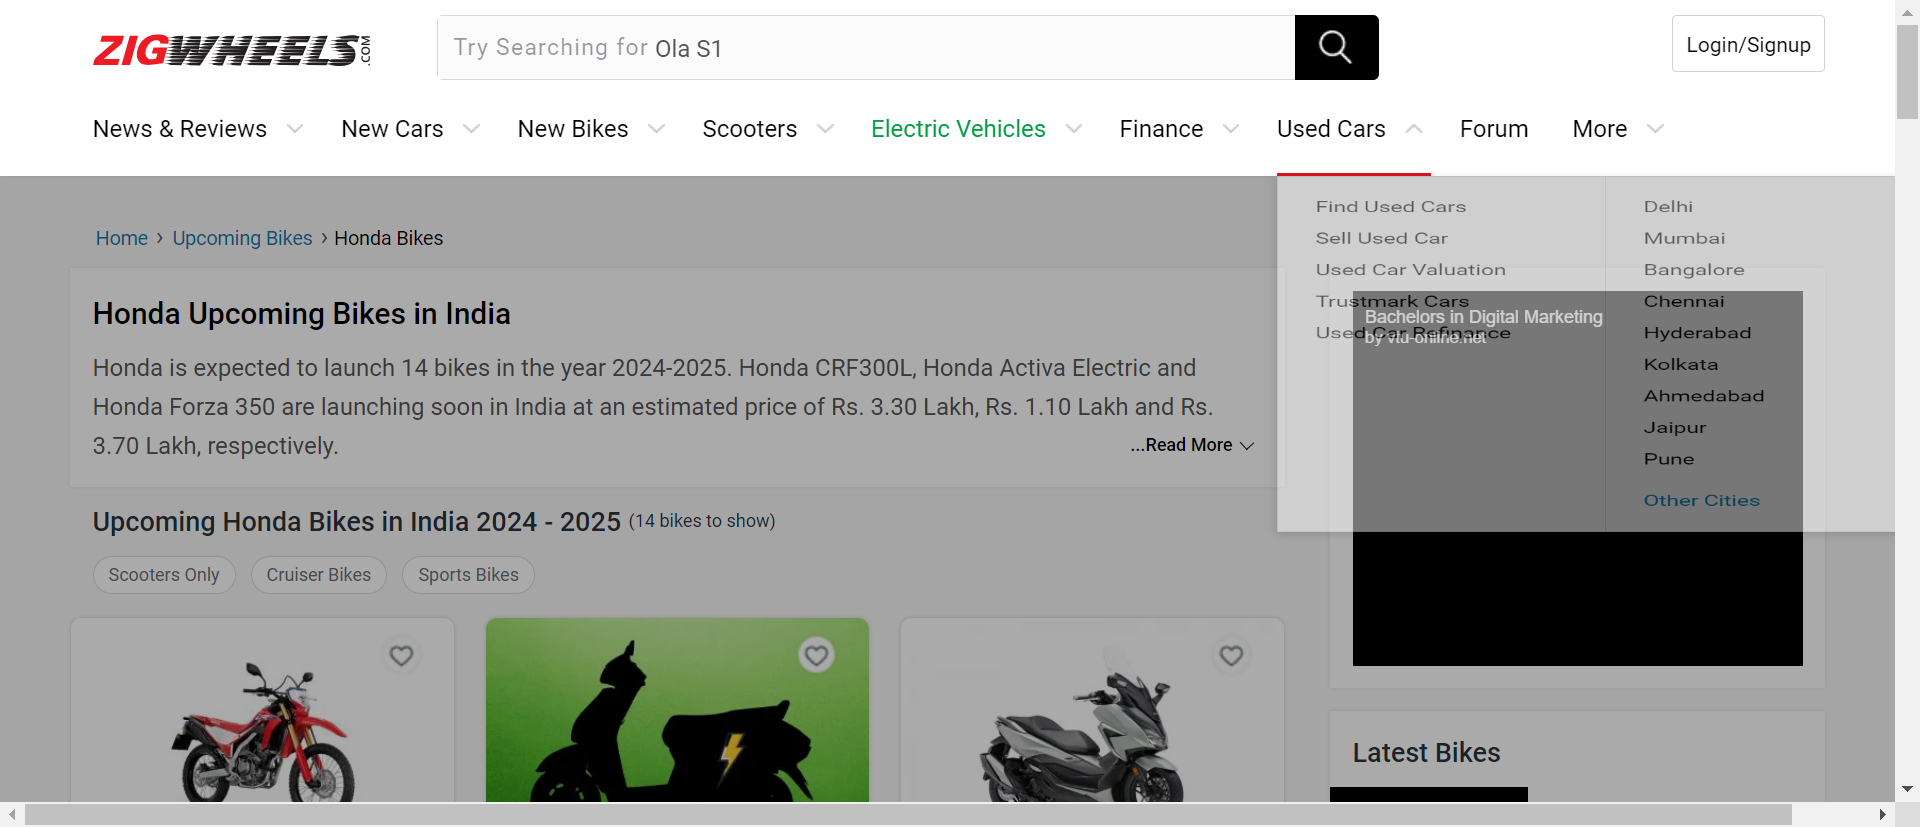 ZIGWHEELS.COM
Try Searching for Ola S1
Login/Signup
News & Reviews
New Cars
New Bikes
Scooters
Electric Vehicles
Finance
Used Cars
Forum
More
Home › Upcoming Bikes › Honda Bikes
Honda Upcoming Bikes in India
Honda is expected to launch 14 bikes in the year 2024-2025. Honda CRF300L, Honda Activa Electric and
Honda Forza 350 are launching soon in India at an estimated price of Rs. 3.30 Lakh, Rs. 1.10 Lakh and Rs.
3.70 Lakh, respectively.
...Read More
Upcoming Honda Bikes in India 2024 - 2025 (14 bikes to show)
Scooters Only
Cruiser Bikes
Sports Bikes
Find Used Cars
Sell Used Car
Used Car Valuation
Trustmark Cars
Used Car Refinance
Delhi
Mumbai
Bangalore
Chennai
Hyderabad
Kolkata
Ahmedabad
Jaipur
Pune
Other Cities
Bachelors in Digital Marketing
by vtu-online.net
Latest Bikes